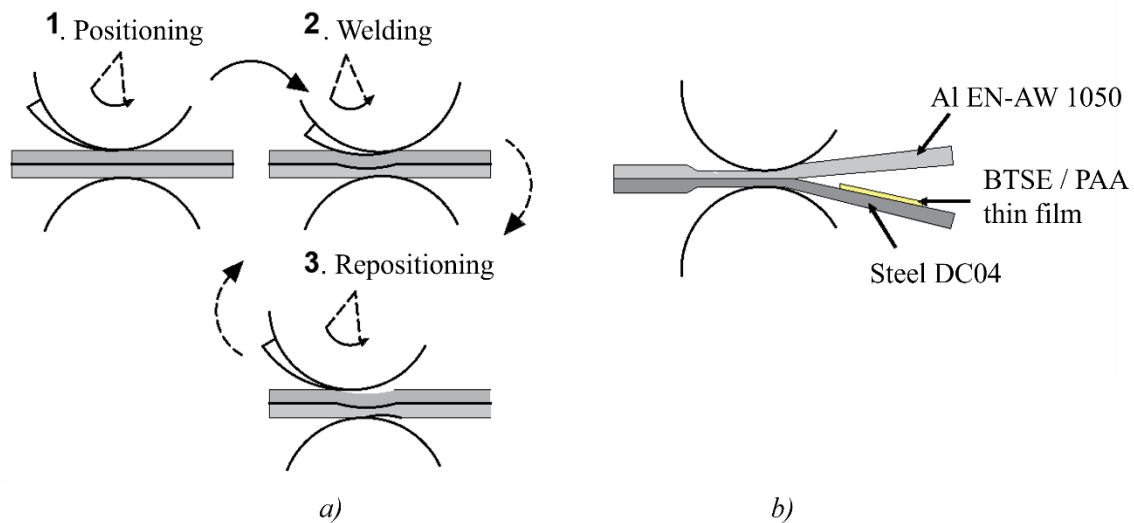 1. Positioning
2. Welding
3. Repositioning
a)
Al EN-AW 1050
BTSE / PAA
thin film
Steel DC04
b)